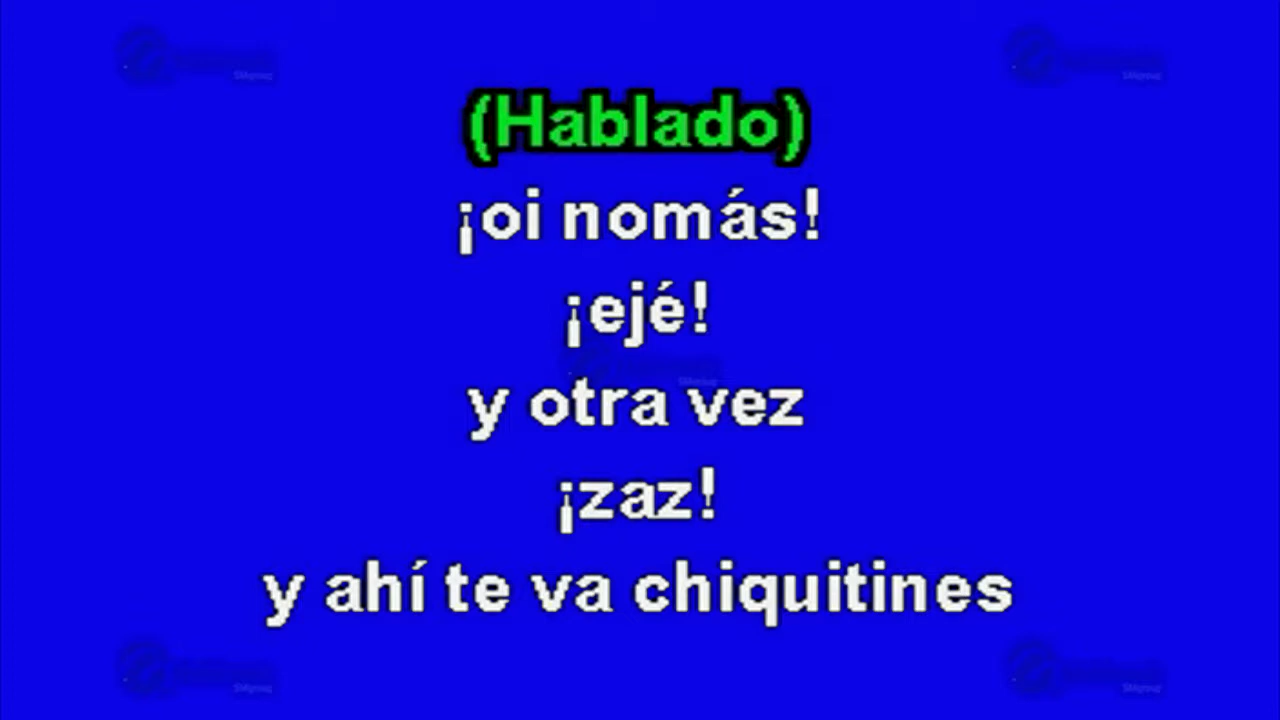 (Hablado)
¡oi nomás!
¡ejé!
y otra vez
¡zaz!
y ahí te va chiquitines